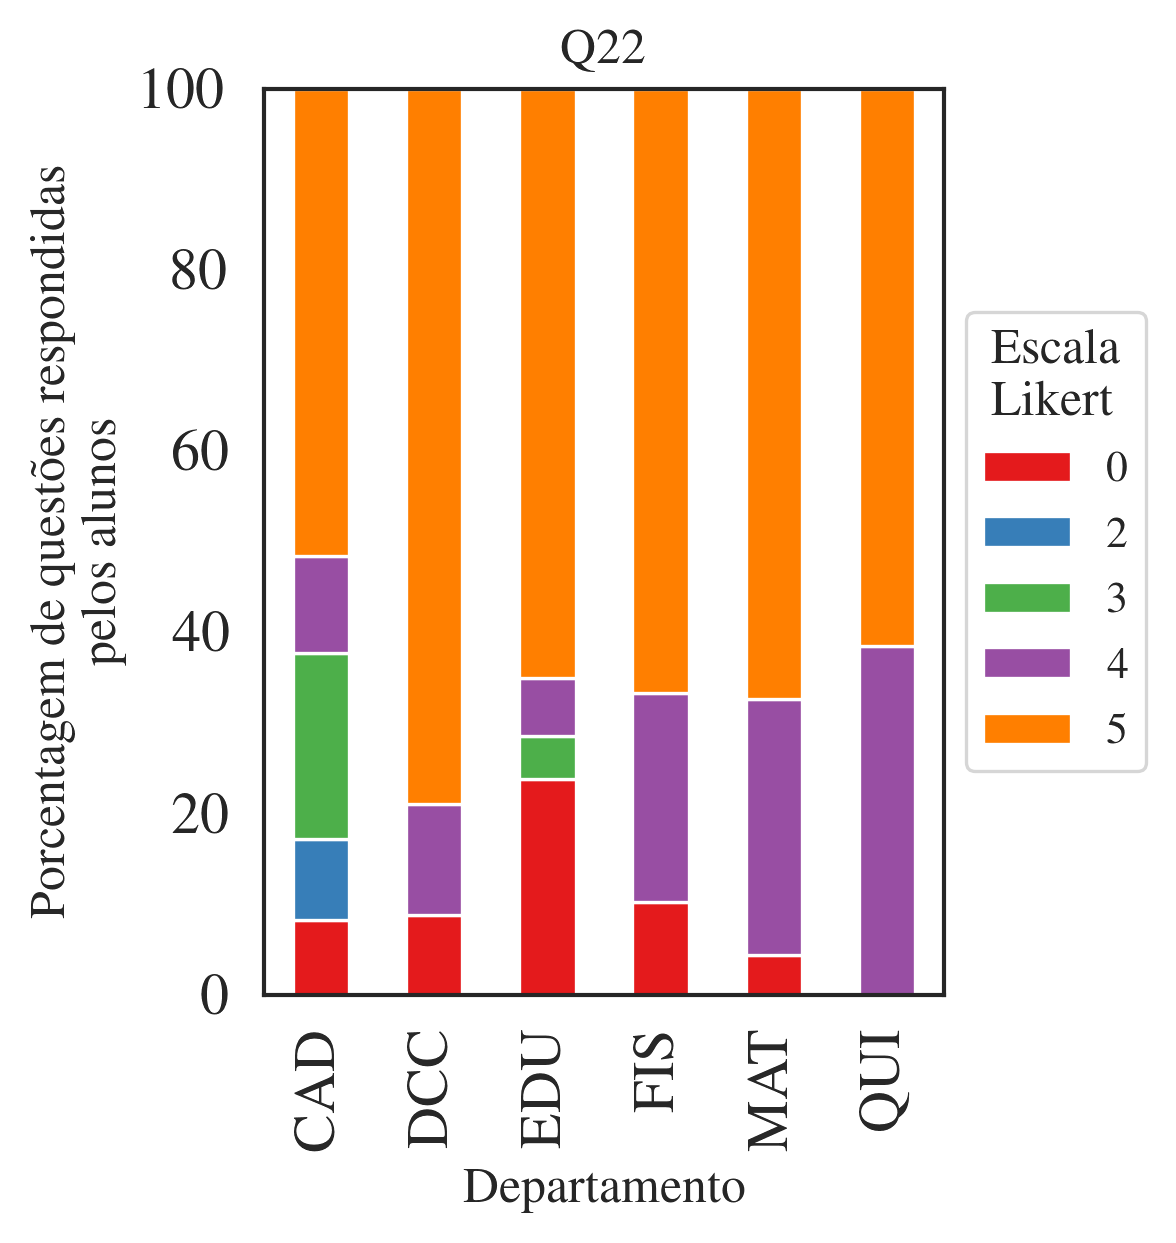 Q22
Porcentagem de questões respondidas
pelos alunos
100
80
60
40
20
0
CAD
DCC
EDU
FIS
MAT
QUI
Departamento
Escala
Likert
0
2
3
4
5